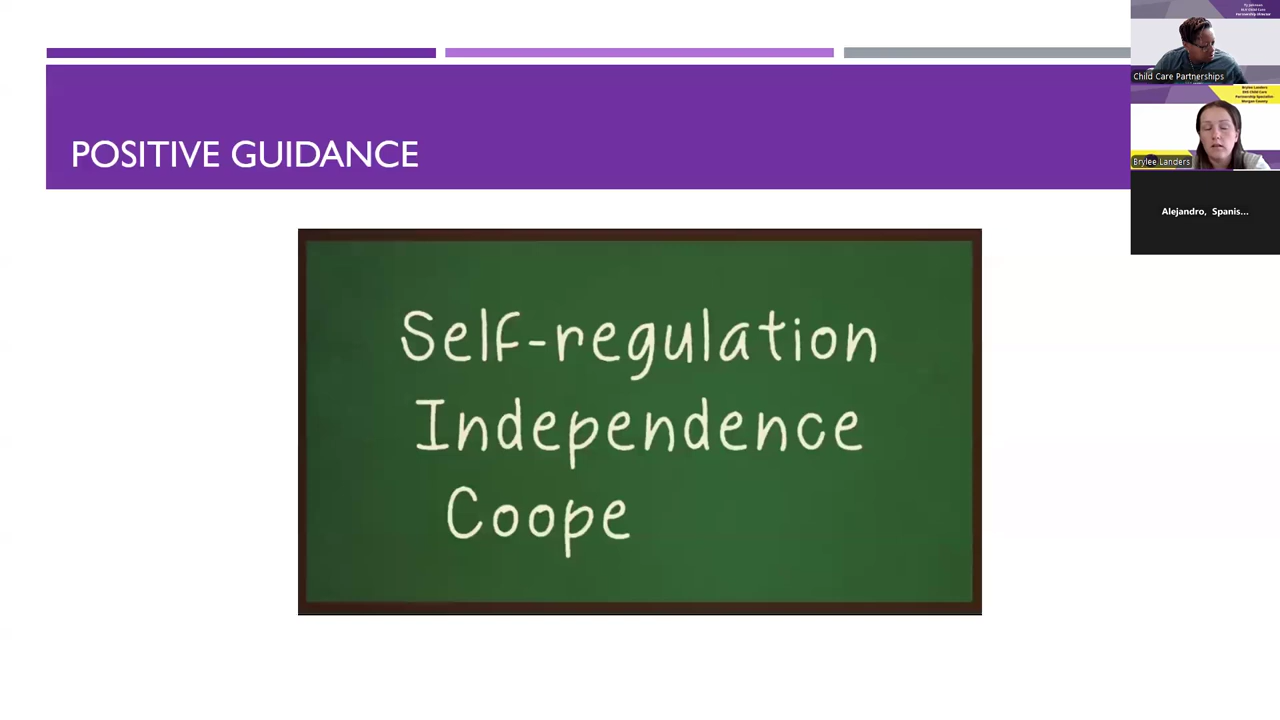 POSITIVE GUIDANCE
Self-regulation
Independence
Coope
Child Care Partnerships
Brylee Landers
Alejandro, Spanis...